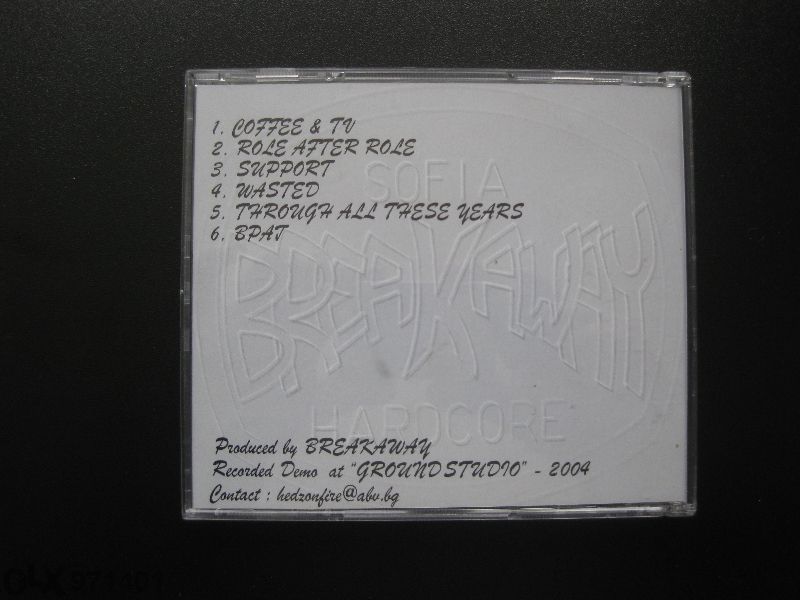 1. COFFEE & TV
2. ROLE AFTER ROLE
3. SUPPORT
4. WASTED
5. THROUGH ALL THESE YEARS
6. BPAT
SOFIA
BREAKAWAY
HARDCORE
Produced by BREAKAWAY
Recorded Demo at "GROUNDSTUDIO" - 2004
Contact : hedzonfire@abv.bg